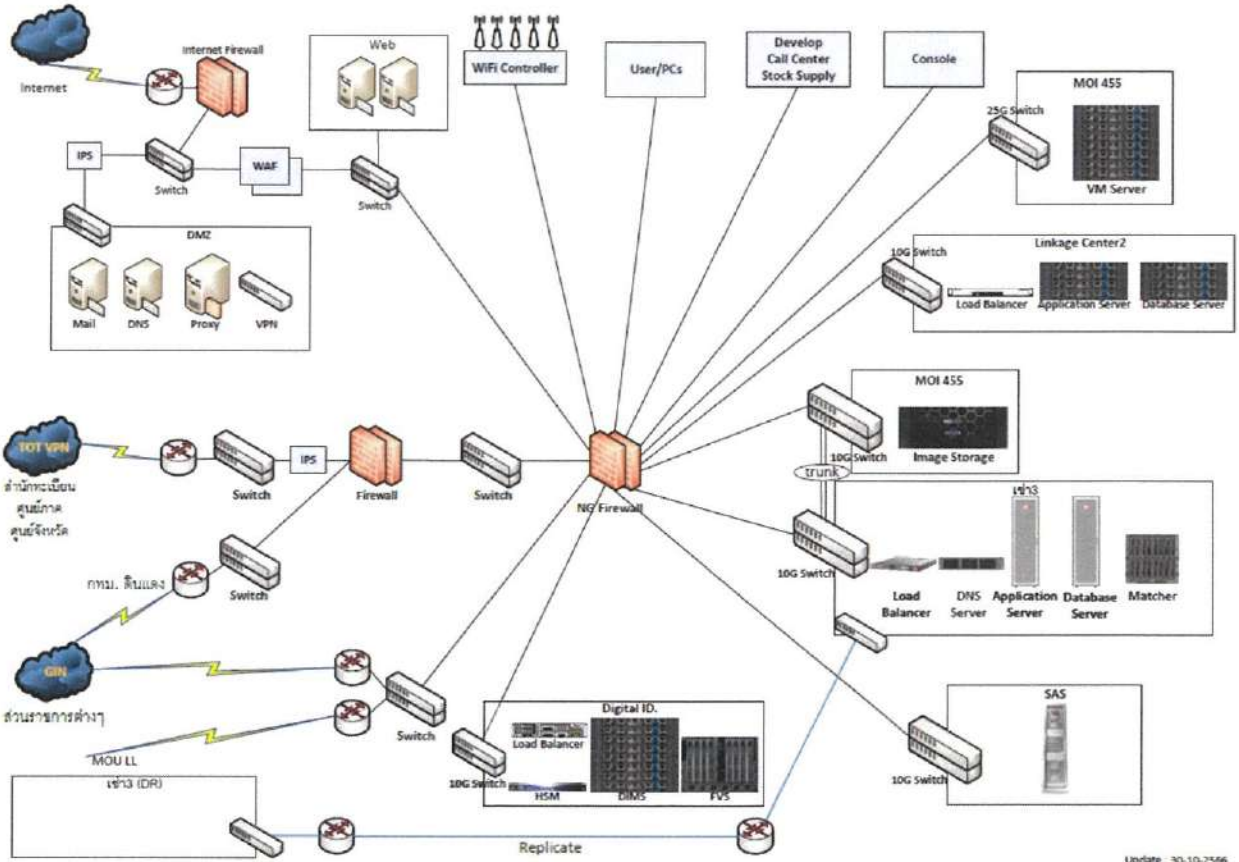 Internet
Internet Firewall
Web
WiFi Controller
User/PCs
Develop
Call Center
Stock Supply
Console
MOI 455
25G Switch
VM Server
IPS
Switch
WAF
Switch
DMZ
Mail
DNS
Proxy
VPN
Linkage Center2
10G Switch
Load Balancer
Application Server
Database Server
MOI 455
10G Switch
Image Storage
trunk
TOT VPN
สำนักทะเบียน
ศูนย์ภาค
ศูนย์จังหวัด
Switch
IPS
Firewall
Switch
NG Firewall
เช่า3
10G Switch
Load
Balancer
DNS
Server
Application
Server
Database
Server
Matcher
กทม. ดินแดง
Switch
GIN
ส่วนราชการต่างๆ
MOU LL
Switch
Digital ID.
Load Balancer
10G Switch
HSM
DIMS
FVS
SAS
10G Switch
เช่า3 (DR)
Replicate
Update : 30-10-2566